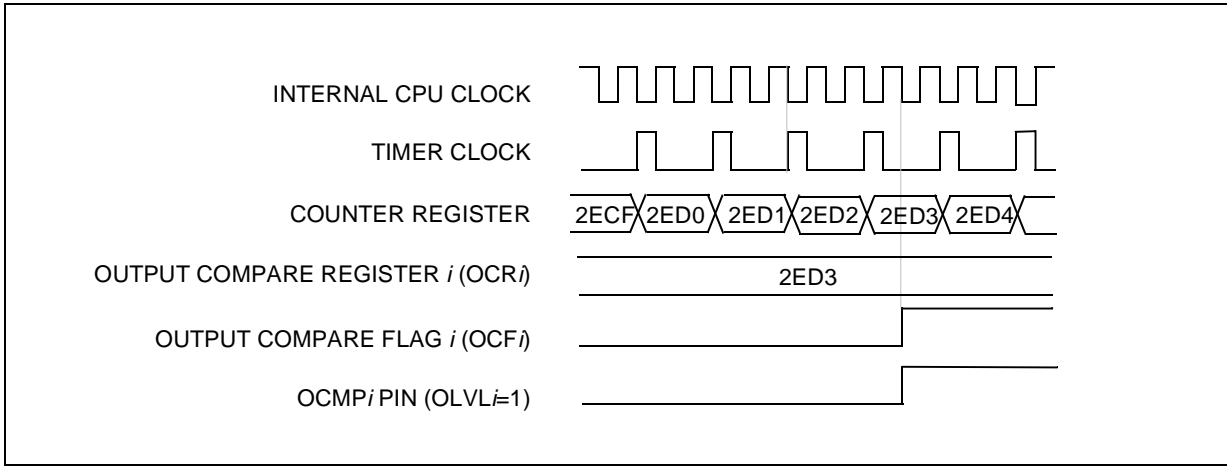 INTERNAL CPU CLOCK
TIMER CLOCK
COUNTER REGISTER 2ECF 2ED0 2ED1 2ED2 2ED3 2ED4
OUTPUT COMPARE REGISTER i (OCRi) 2ED3
OUTPUT COMPARE FLAG i (OCFi)
OCMPi PIN (OLVLi=1)